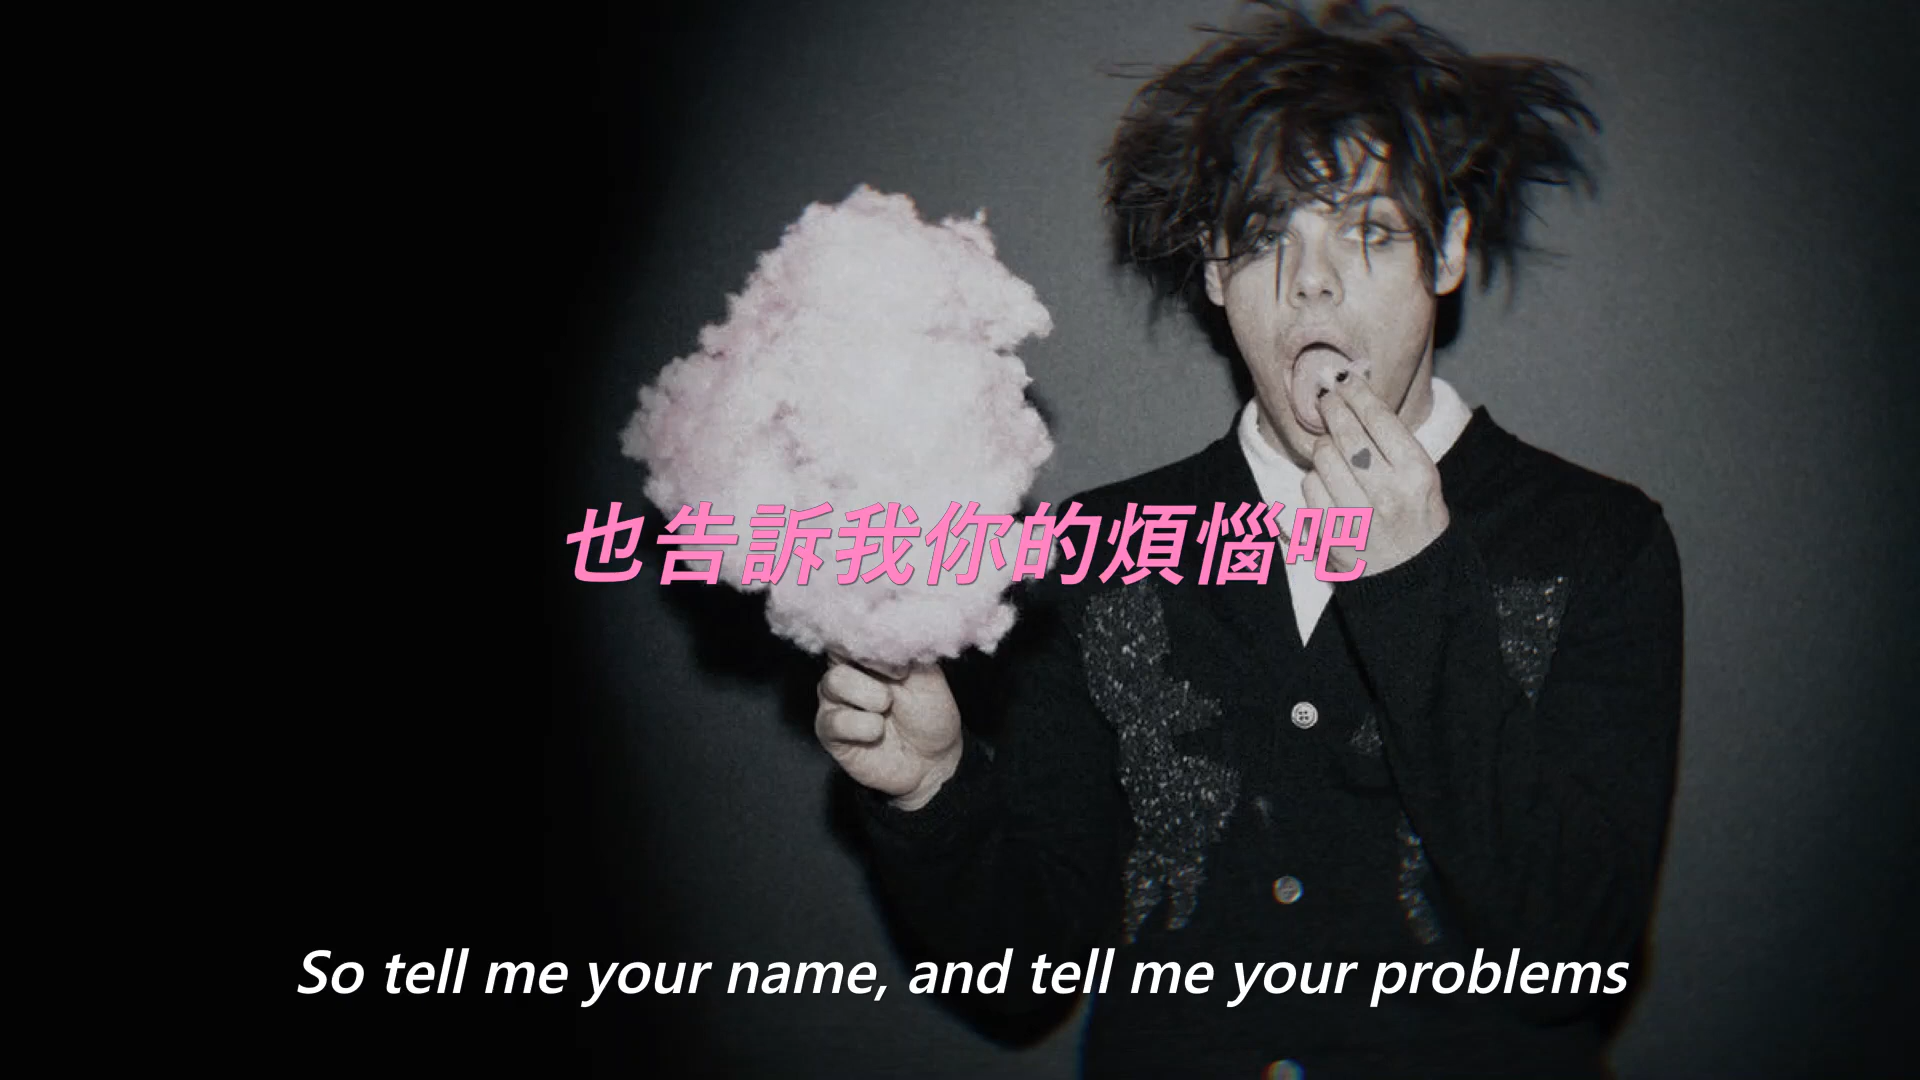 也告訴我你的煩惱吧
So tell me your name, and tell me your problems